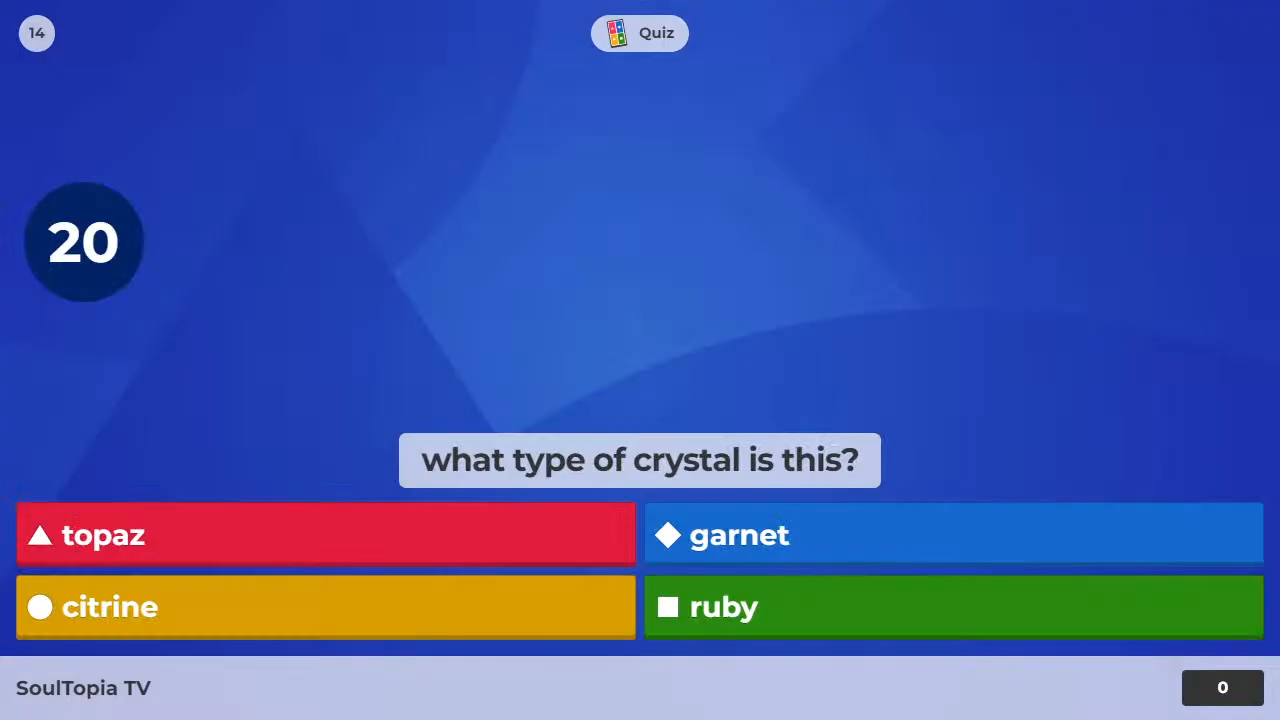 14
Quiz
20
what type of crystal is this?
topaz
garnet
citrine
ruby
SoulTopia TV
0